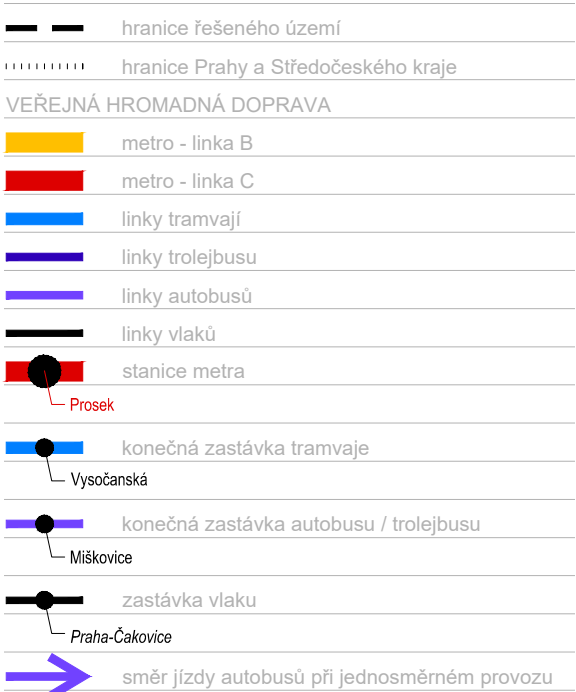 hranice řešeného území
hranice Prahy a Středočeského kraje
VEŘEJNÁ HROMADNÁ DOPRAVA
metro - linka B
metro - linka C
linky tramvají
linky trolejbusu
linky autobusů
linky vlaků
stanice metra
Prosek
konečná zastávka tramvaje
Vysočanská
konečná zastávka autobusu / trolejbusu
Miškovice
zastávka vlaku
Praha-Čakovice
směr jízdy autobusů při jednosměrném provozu